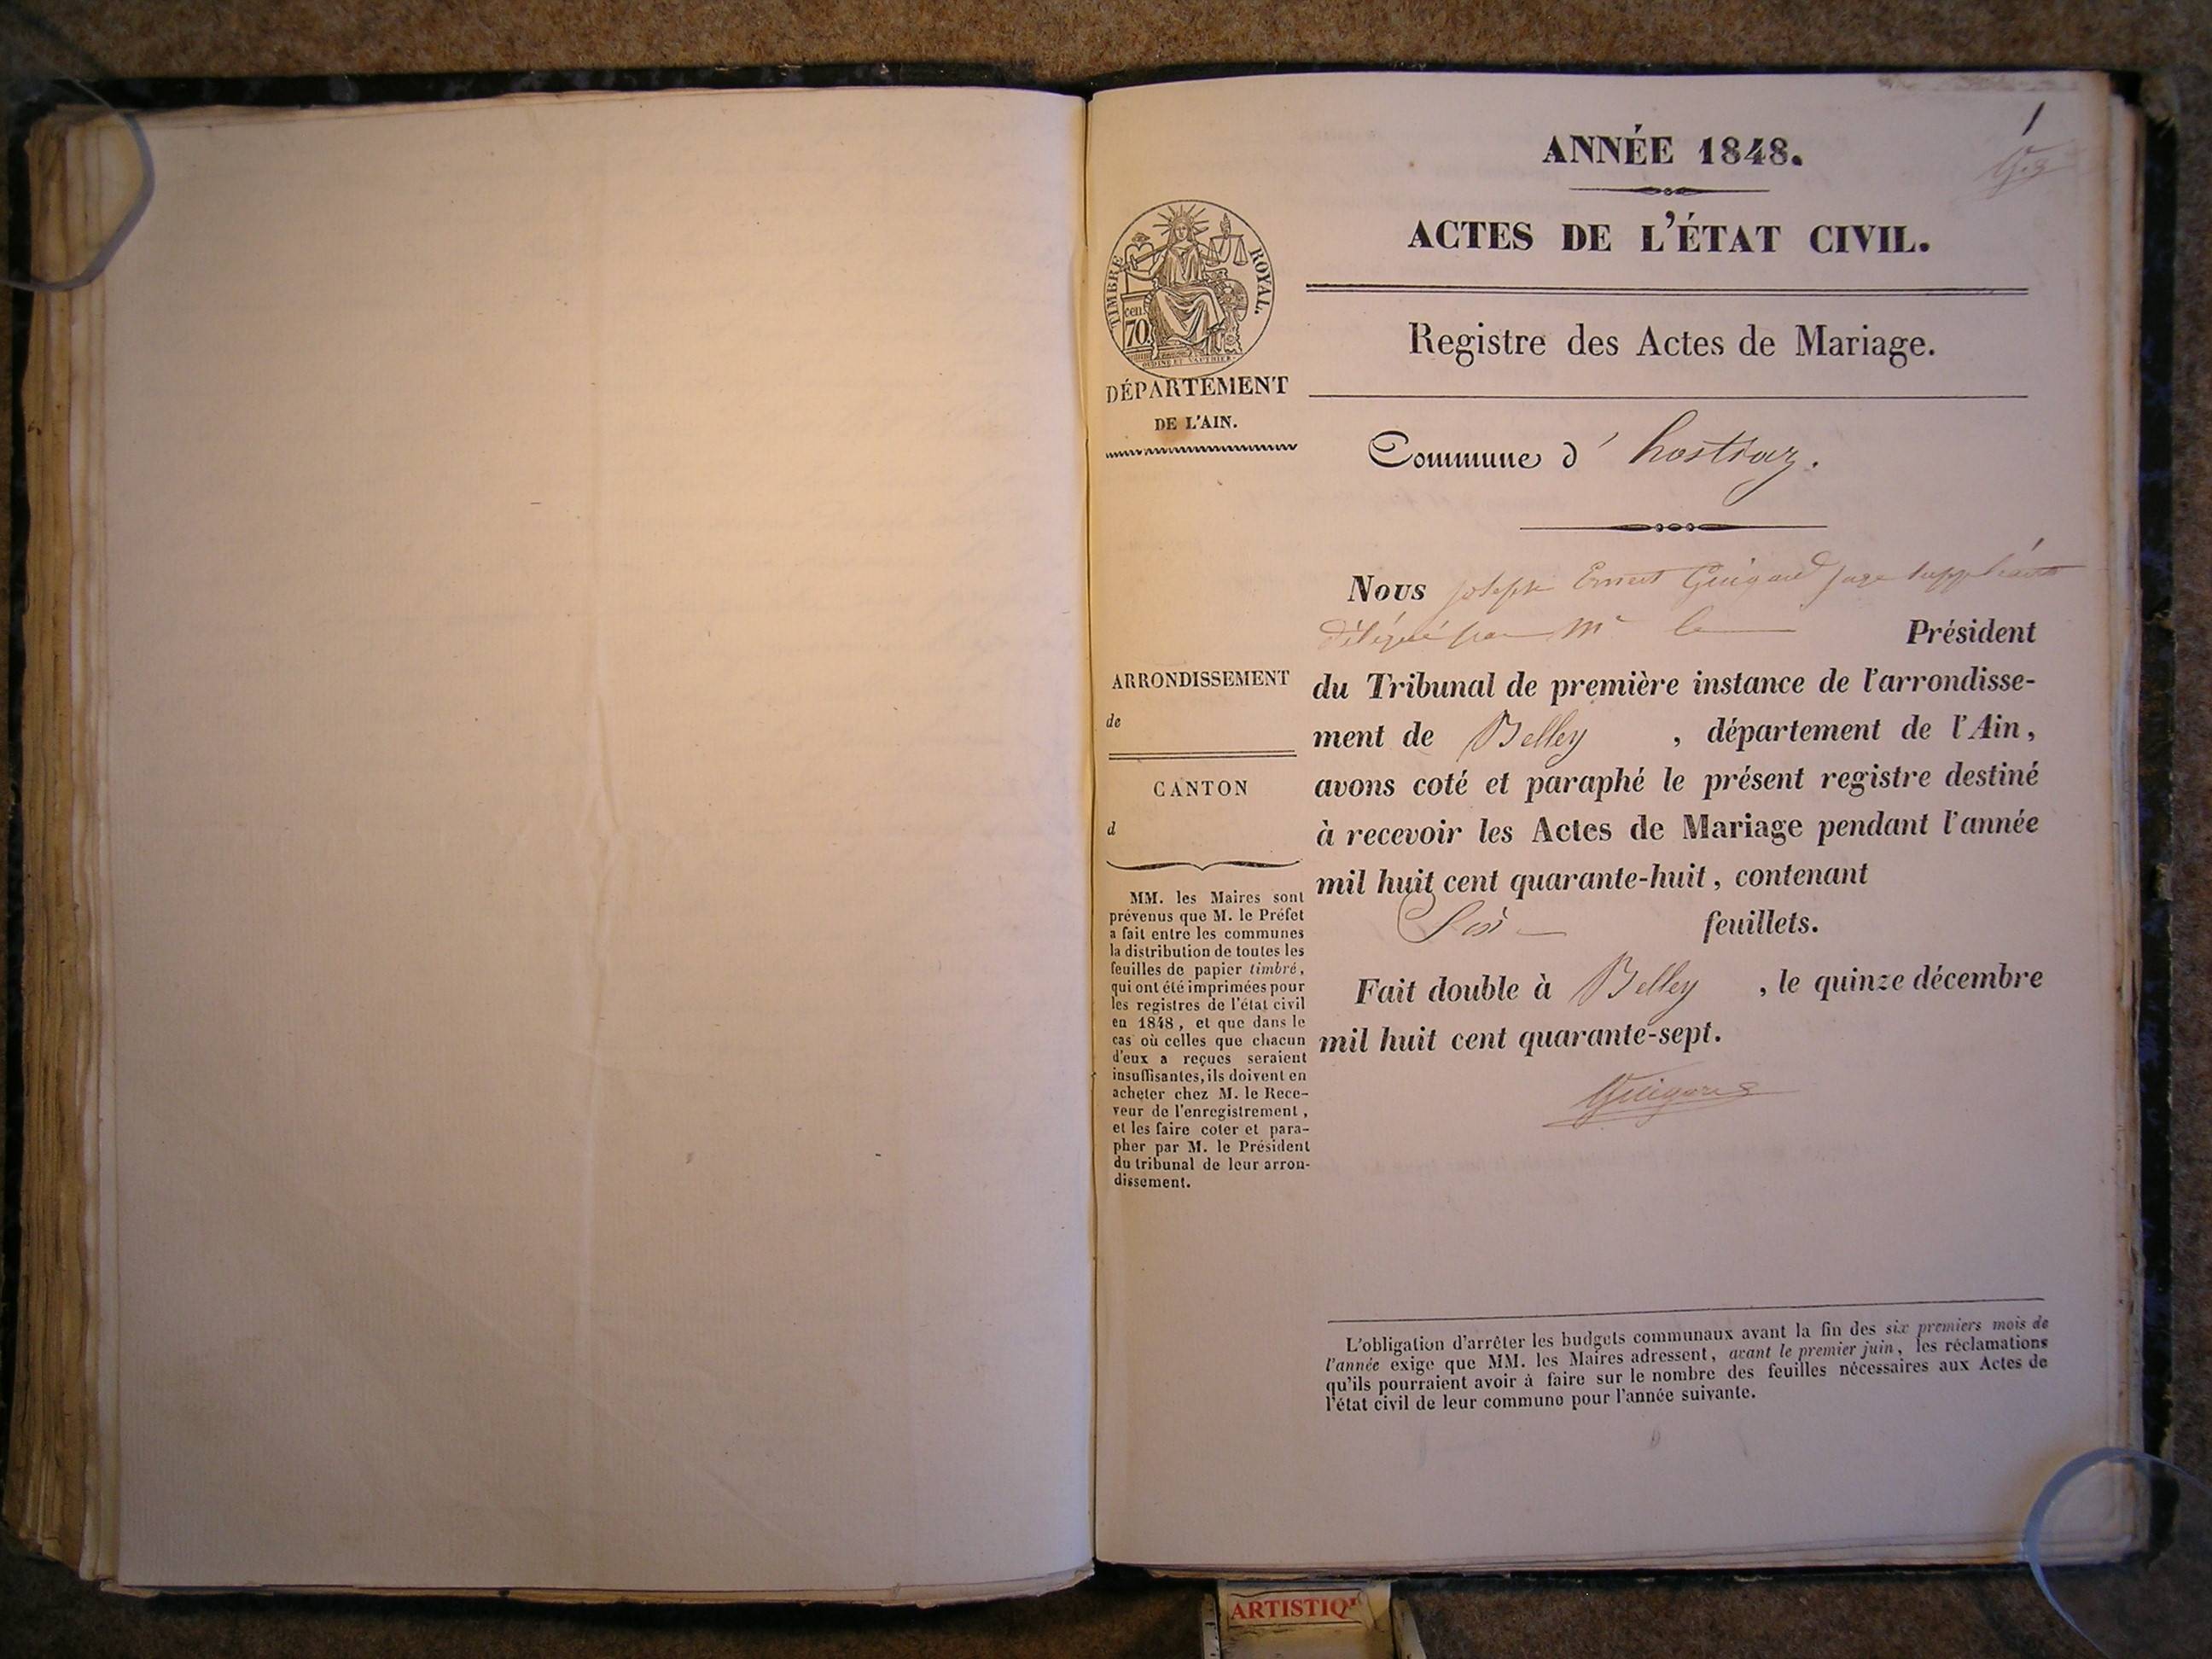 1
ANNÉE 1848.
ACTES DE L'ÉTAT CIVIL.
TIMBRE ROYAL.
cen.
70.
Registre des Actes de Mariage.
DÉPARTEMENT
DE L'AIN.
Commune d' hostiaz.
Nous joseph Ernest Guigard juge suppléant
délégué par Mr le Président
du Tribunal de première instance de l'arrondisse-
ment de Belley , département de l'Ain,
avons coté et paraphé le présent registre destiné
à recevoir les Actes de Mariage pendant l'année
mil huit cent quarante-huit, contenant
Six feuillets.
Fait double à Belley , le quinze décembre
mil huit cent quarante-sept.
ARRONDISSEMENT
de
CANTON
d
MM. les Maires sont
prévenus que M. le Préfet
a fait entre les communes
la distribution de toutes les
feuilles de papier timbré,
qui ont été imprimées pour
les registres de l'état civil
en 1848, et que dans le
cas où celles que chacun
d'eux a reçues seraient
insuffisantes, ils doivent en
acheter chez M. le Rece-
veur de l'enregistrement,
et les faire coter et para-
pher par M. le Président
du tribunal de leur arron-
dissement.
L'obligation d'arrêter les budgets communaux avant la fin des six premiers mois de
l'année exige que MM. les Maires adressent, avant le premier juin, les réclamations
qu'ils pourraient avoir à faire sur le nombre des feuilles nécessaires aux Actes de
l'état civil de leur commune pour l'année suivante.
ARTISTIQ